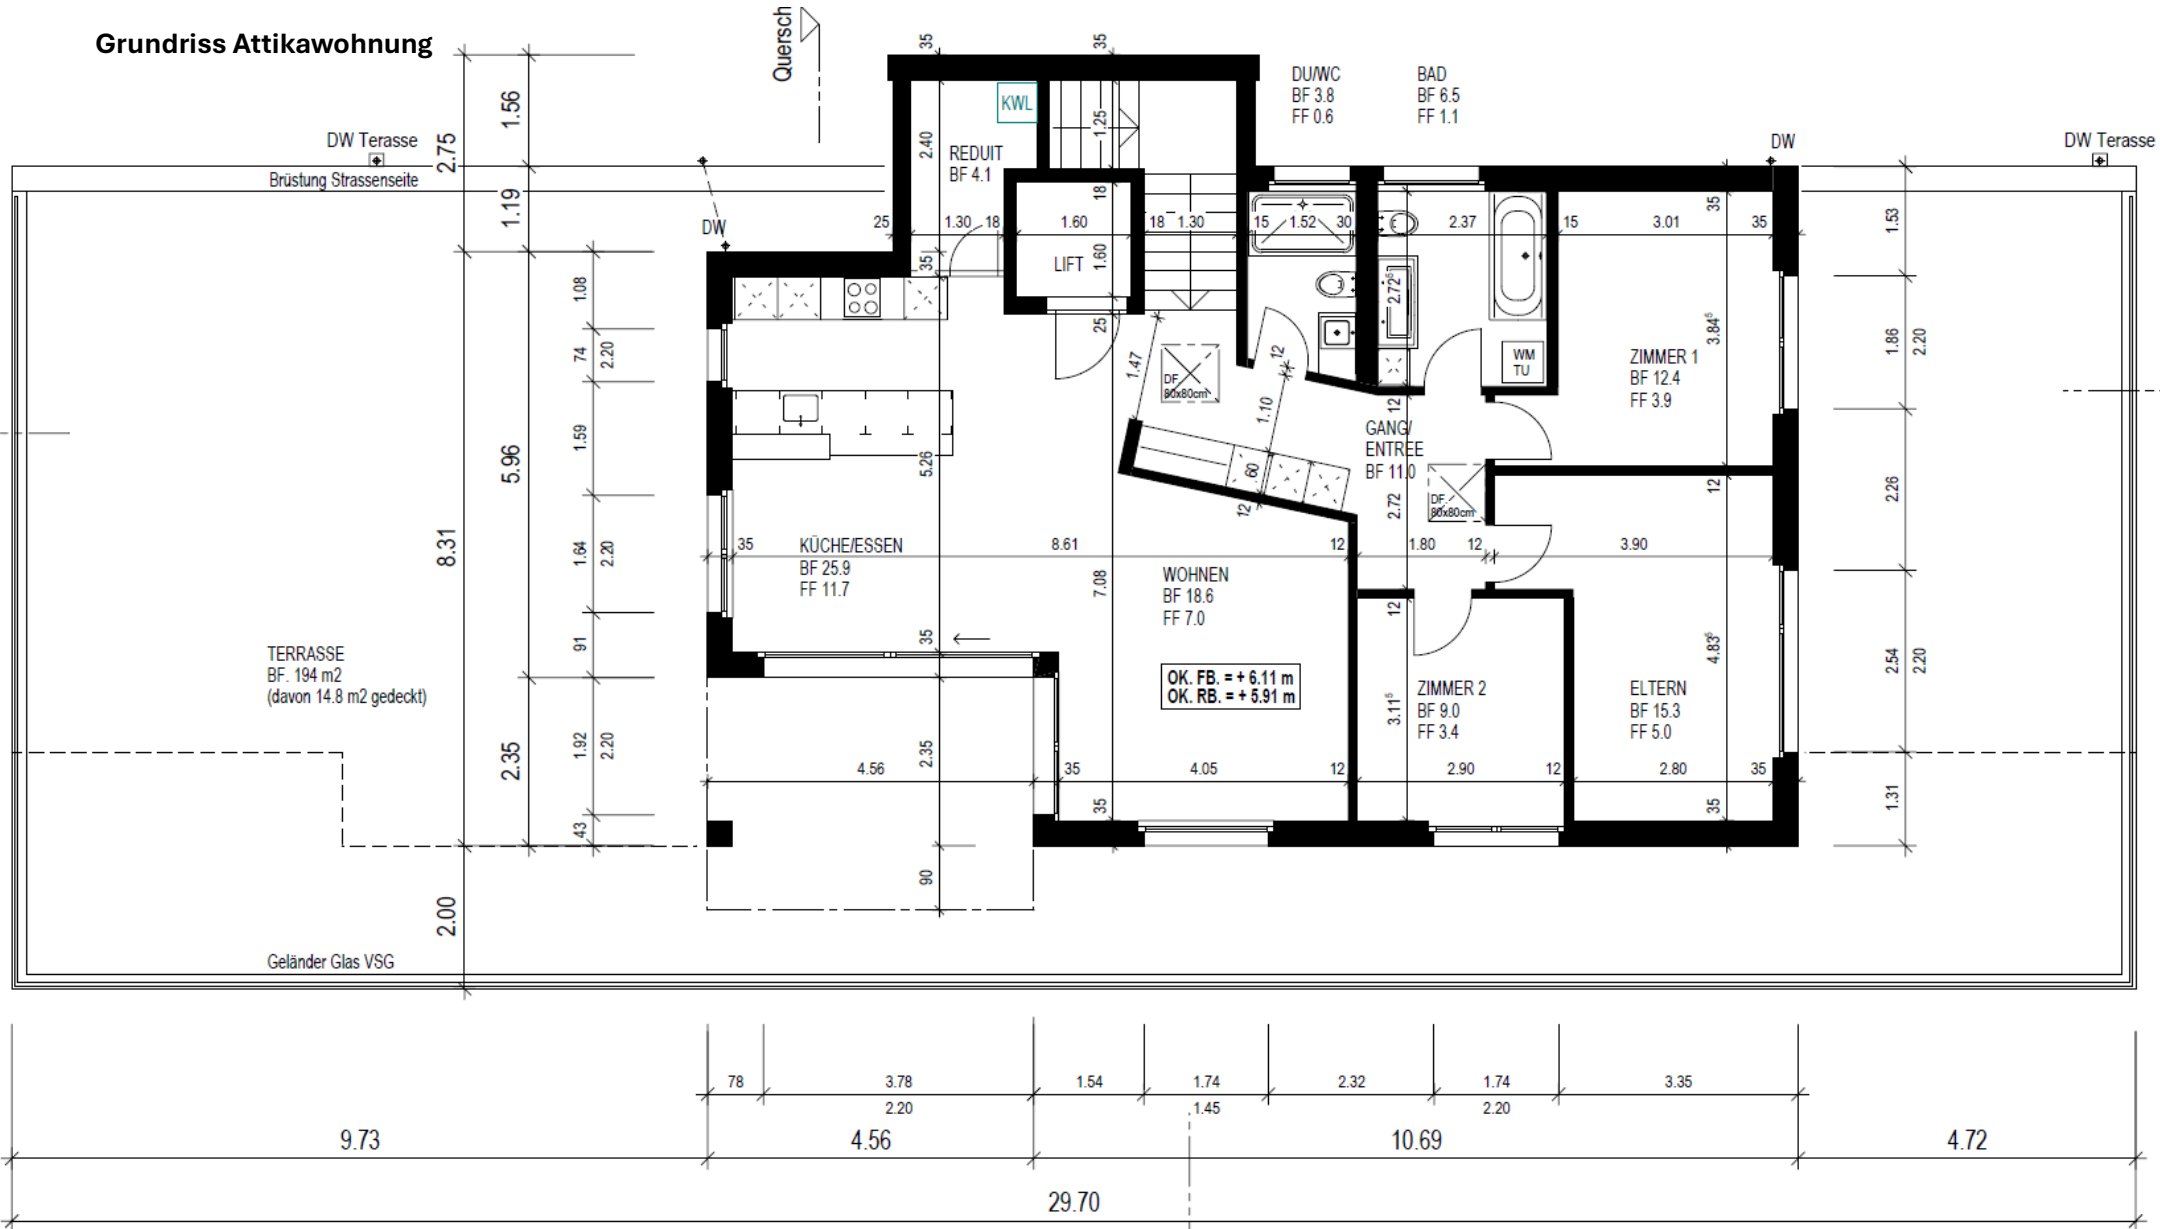 Grundriss Attikawohnung
Quersch
35
35
DU/WC
BF 3.8
FF 0.6
BAD
BF 6.5
FF 1.1
DW Terasse
DW
DW Terasse
Brüstung Strassenseite
2.75
1.56
1.19
KWL
2.40
REDUIT
BF 4.1
1.25
18
DW
25
1.30
18
1.60
18
1.30
15
1.52
30
2.37
15
3.01
35
35
35
LIFT
1.60
25
2.72⁵
1.53
1.08
74
2.20
1.59
5.96
8.31
1.64
2.20
91
1.47
DF.
80x80cm
12
1.10
WM
TU
ZIMMER 1
BF 12.4
FF 3.9
3.84⁵
1.86
2.20
12
GANG/
ENTREE
BF 11.0
60
12
5.26
2.72
DF.
80x80cm
12
2.26
35
KÜCHE/ESSEN
BF 25.9
FF 11.7
8.61
12
1.80
12
3.90
WOHNEN
BF 18.6
FF 7.0
7.08
12
35
TERRASSE
BF. 194 m2
(davon 14.8 m2 gedeckt)
OK. FB. = + 6.11 m
OK. RB. = + 5.91 m
ZIMMER 2
BF 9.0
FF 3.4
3.11⁵
ELTERN
BF 15.3
FF 5.0
4.83⁵
2.54
2.20
2.35
1.92
2.20
2.35
4.56
35
4.05
12
2.90
12
2.80
35
43
35
35
1.31
90
2.00
Geländer Glas VSG
78
3.78
1.54
1.74
2.32
1.74
3.35
2.20
1.45
2.20
9.73
4.56
10.69
4.72
29.70